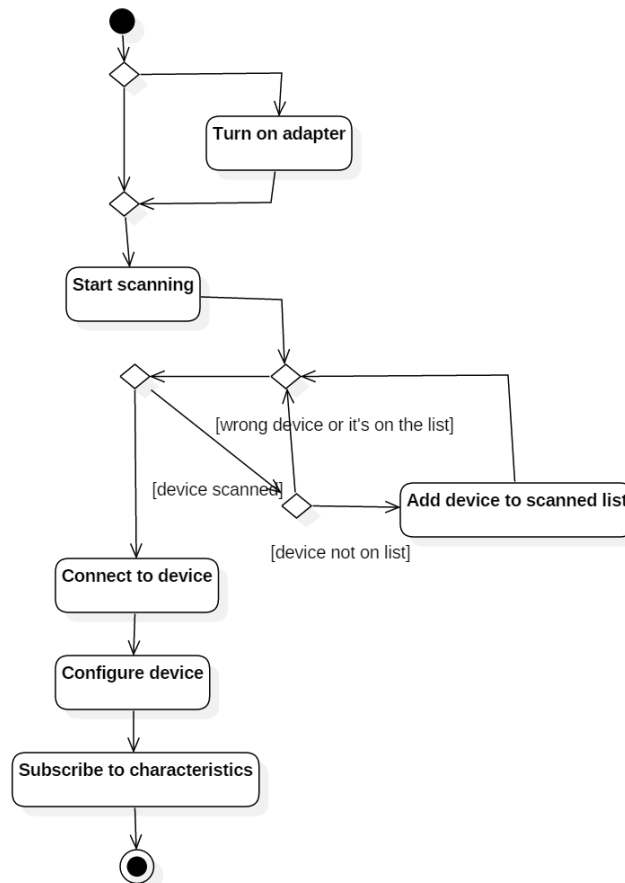 Turn on adapter
Start scanning
[wrong device or it's on the list]
[device scanned]
Add device to scanned list
[device not on list]
Connect to device
Configure device
Subscribe to characteristics